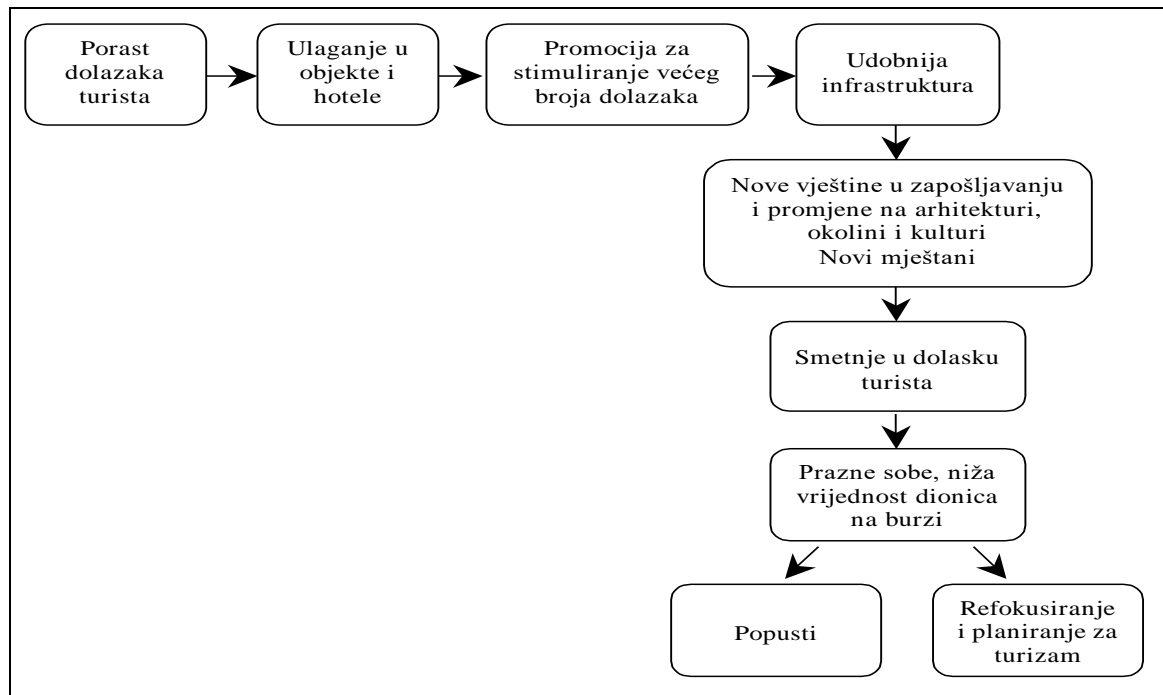 Porast
dolazaka
turista
Ulaganje u
objekte i
hotele
Promocija za
stimuliranje većeg
broja dolazaka
Udobnija
infrastruktura
Nove vještine u zapošljavanju
i promjene na arhitekturi,
okolini i kulturi
Novi mještani
Smetnje u dolasku
turista
Prazne sobe, niža
vrijednost dionica
na burzi
Popusti
Refokusiranje
i planiranje za
turizam